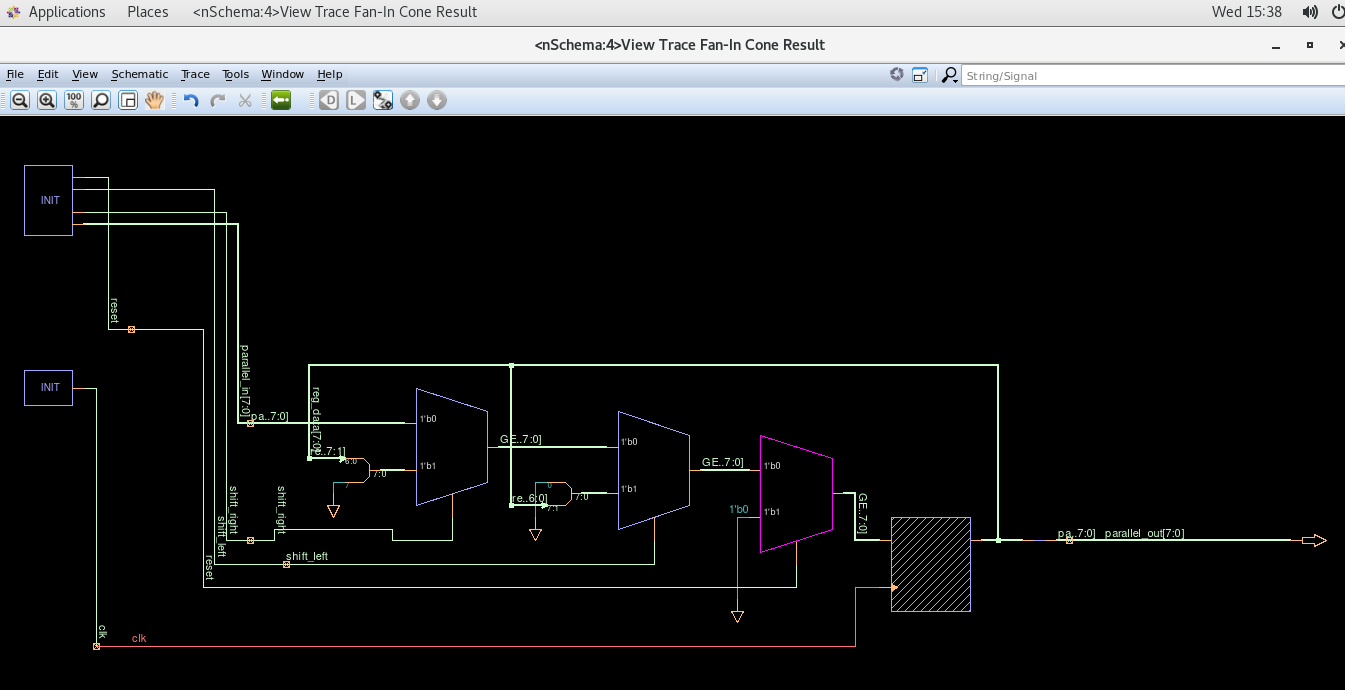 Applications Places <nSchema:4>View Trace Fan-In Cone Result Wed 15:38
<nSchema:4>View Trace Fan-In Cone Result
File Edit View Schematic Trace Tools Window Help String/Signal
100 %
D L
INIT
reset
INIT
parallel_in[7:0]
pa..7:0]
reg_data[7:0]
re..7:1]
6:0
7
7:0
1'b0
1'b1
GE..7:0]
re..6:0]
0
7:1
7:0
1'b0
1'b1
GE..7:0]
1'b0
1'b0
1'b1
GE..7:0]
shift_right
shift_right
shift_left
shift_left
reset
pa..7:0] parallel_out[7:0]
clk
clk